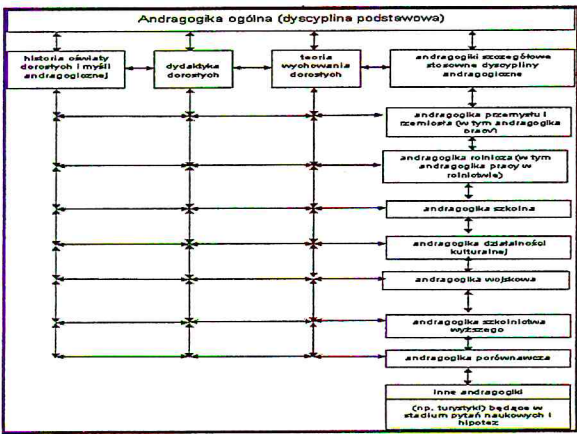 Andragogika ogólna (dyscyplina podstawowa)
historia oświaty
dorosłych i myśli
andragogicznej
dydaktyka
dorosłych
teoria
wychowania
dorosłych
andragogiki szczegółowe
stosowne dyscypliny
andragogiczne
andragogika przemysłu i
rzemiosła (w tym andragogika
pracy)
andragogika rolnicza (w tym
andragogika pracy w
rolnictwie)
andragogika szkolna
andragogika działalności
kulturalnej
andragogika wojskowa
andragogika szkolnictwa
wyższego
andragogika porównawcza
Inne andragogiki
(np. turystyki) będące w
stadium pytań naukowych i
hipotez